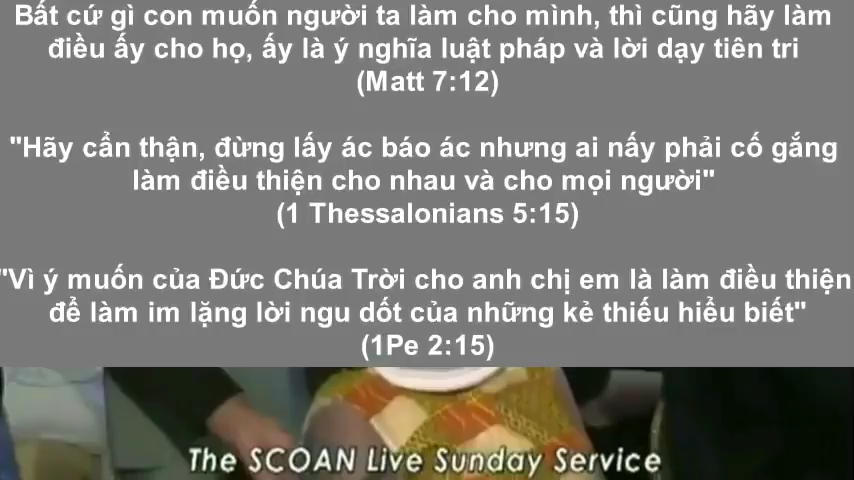 Bất cứ gì con muốn người ta làm cho mình, thì cũng hãy làm
điều ấy cho họ, ấy là ý nghĩa luật pháp và lời dạy tiên tri
(Matt 7:12)
"Hãy cẩn thận, đừng lấy ác báo ác nhưng ai nấy phải cố gắng
làm điều thiện cho nhau và cho mọi người"
(1 Thessalonians 5:15)
"Vì ý muốn của Đức Chúa Trời cho anh chị em là làm điều thiện
để làm im lặng lời ngu dốt của những kẻ thiếu hiểu biết"
(1Pe 2:15)
The SCOAN Live Sunday Service